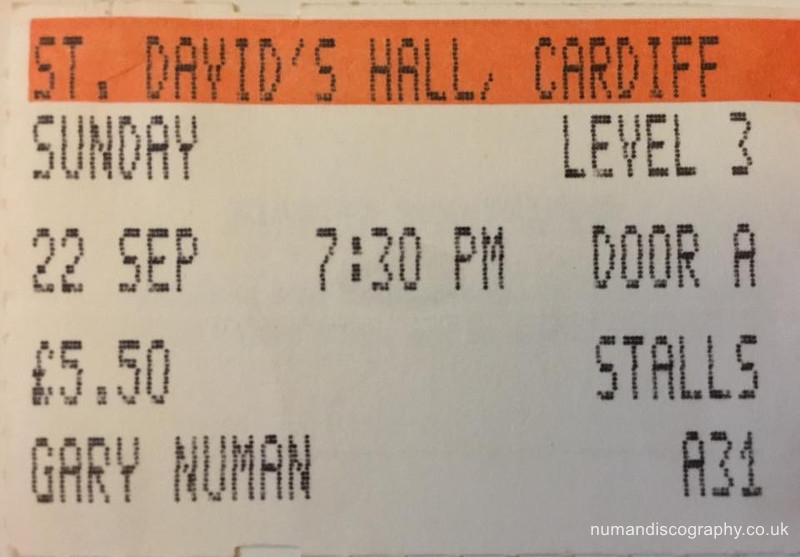 ST. DAVID'S HALL, CARDIFF
SUNDAY LEVEL 3
22 SEP 7:30 PM DOOR A
£5.50 STALLS
GARY NUMAN A31
numandiscography.co.uk